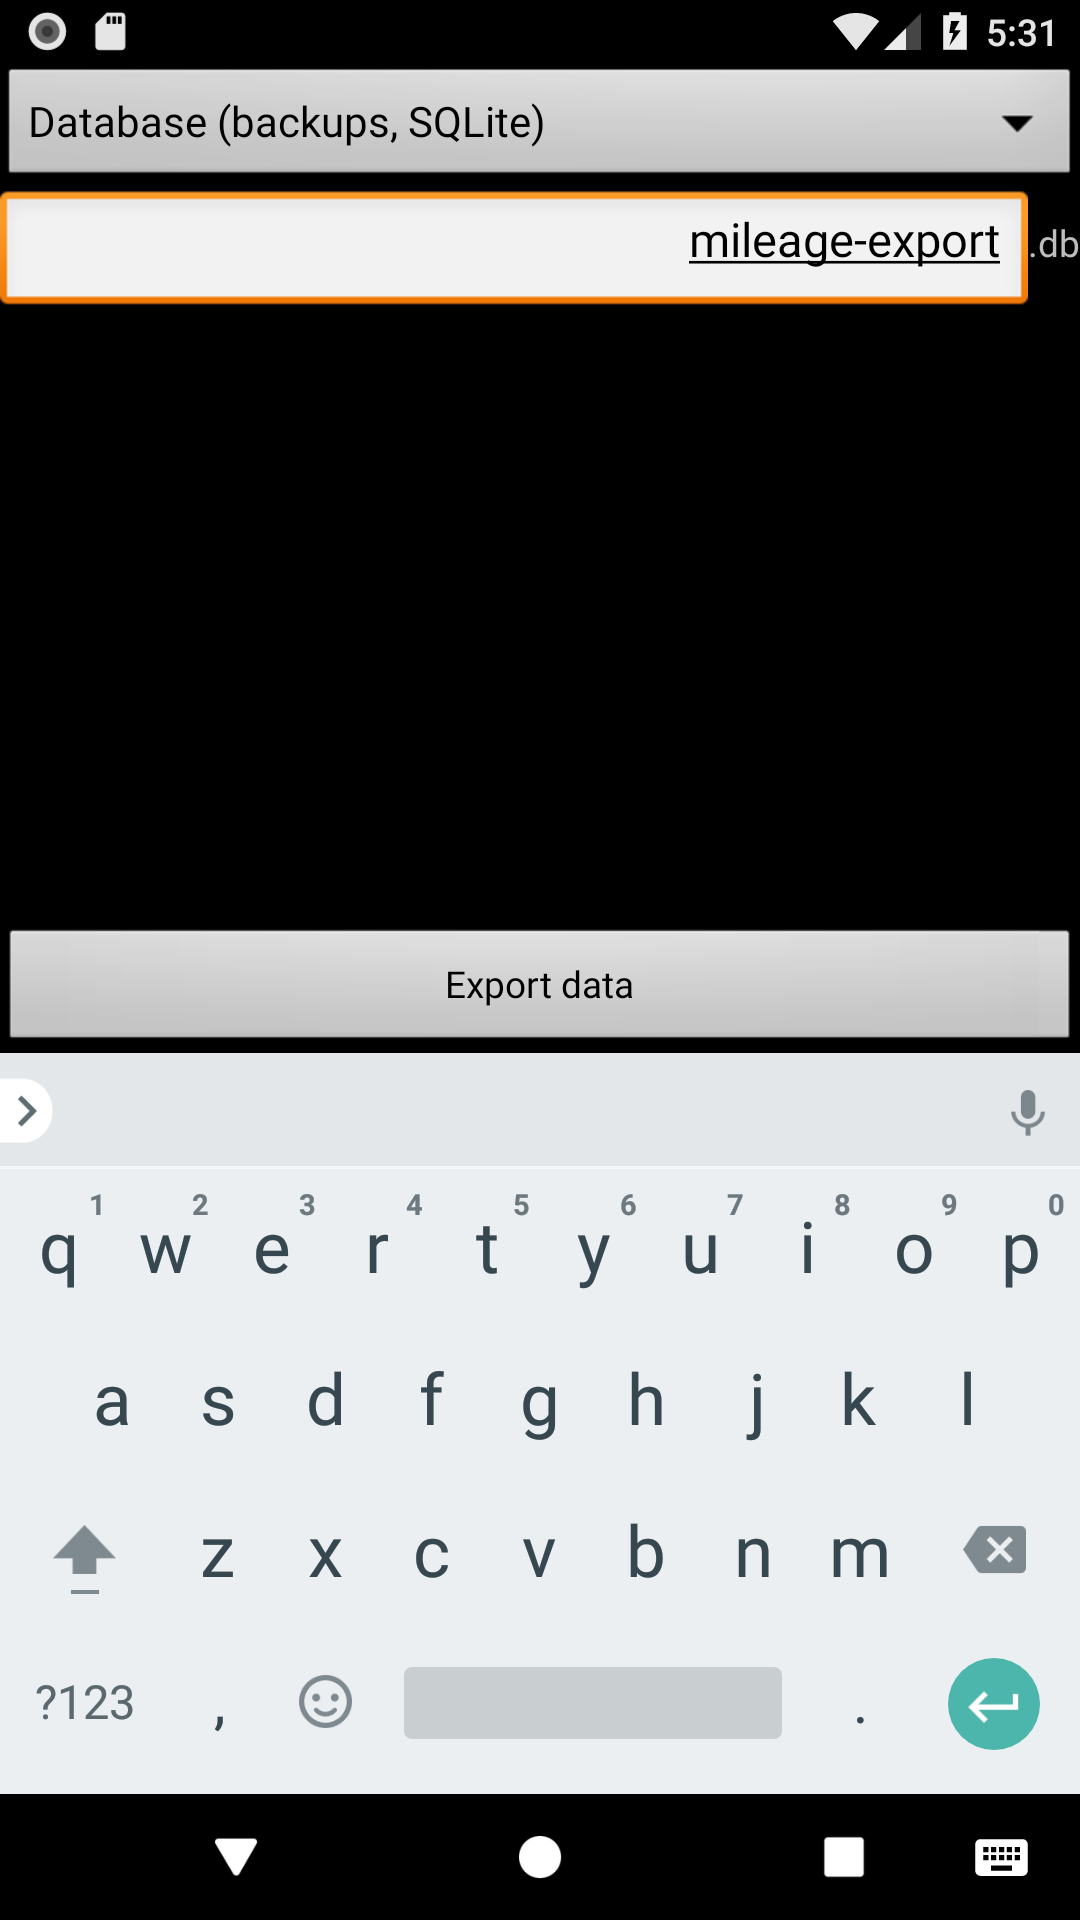 5:31
Database (backups, SQLite)
mileage-export .db
Export data
1 2 3 4 5 6 7 8 9 0
q w e r t y u i o p
a s d f g h j k l
z x c v b n m
?123 , .